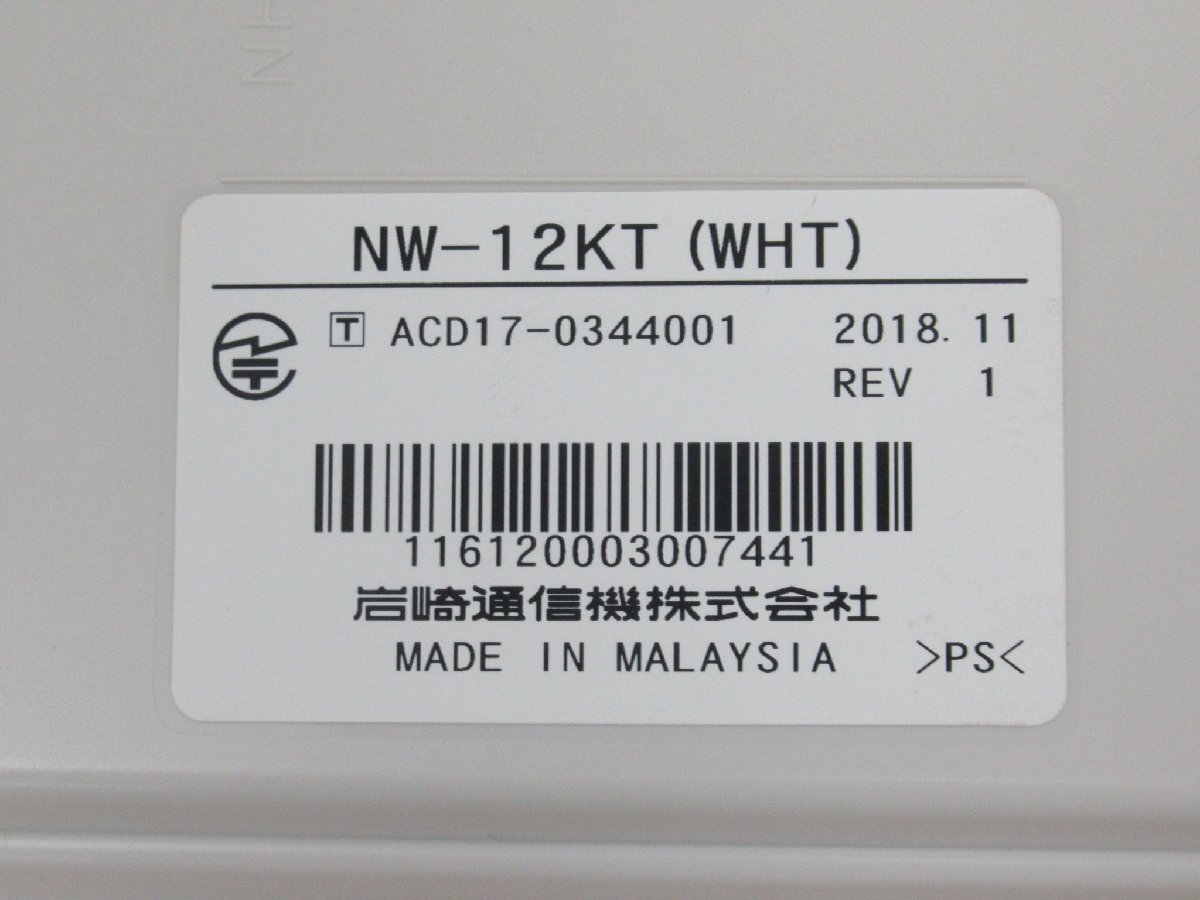 NW-12KT (WHT)
T ACD17-0344001 2018. 11
REV 1
116120003007441
岩崎通信機株式会社
MADE IN MALAYSIA >PS<